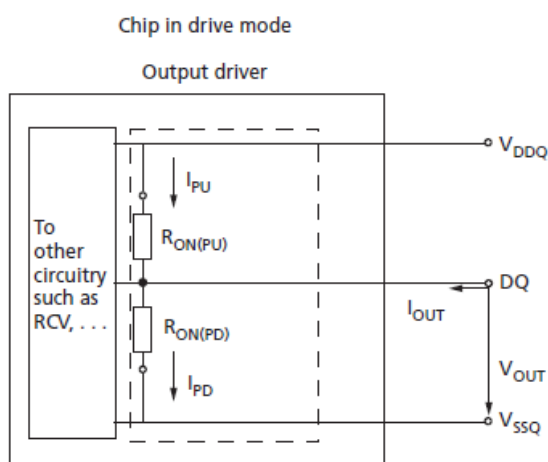 Chip in drive mode
Output driver
To
other
circuitry
such as
RCV, . . .
I_PU
R_ON(PU)
R_ON(PD)
I_PD
V_DDQ
DQ
I_OUT
V_OUT
V_SSQ